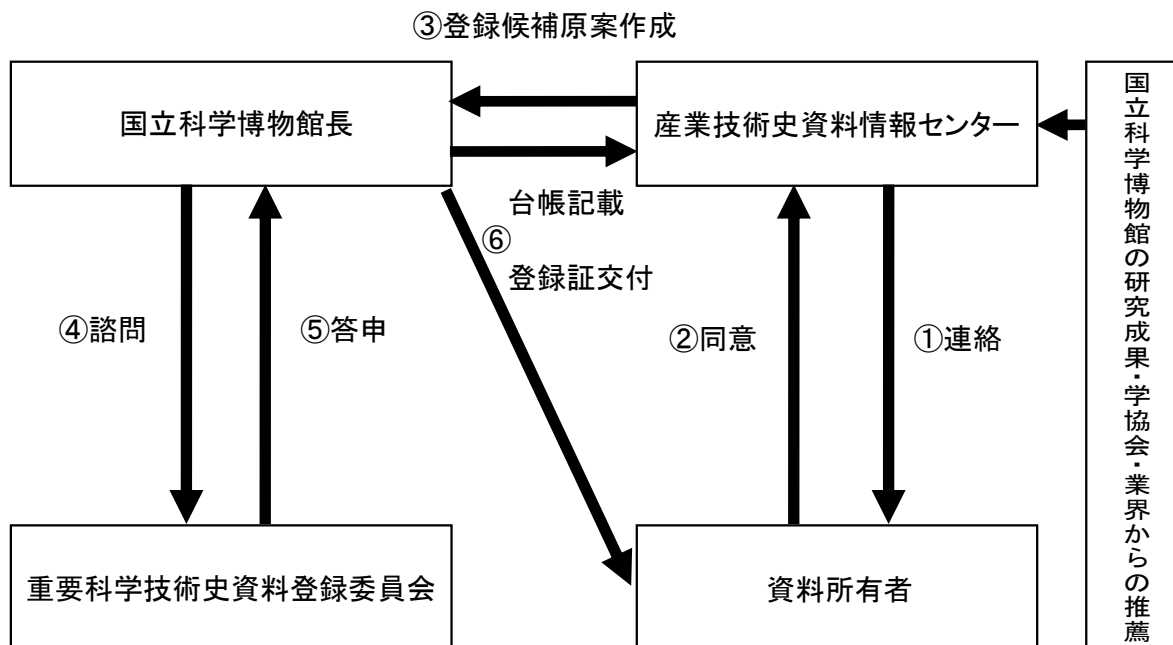 ③登録候補原案作成
国立科学博物館長
産業技術史資料情報センター
国立科学博物館の研究成果・学協会・業界からの推薦
台帳記載
⑥
登録証交付
④諮問
⑤答申
②同意
①連絡
重要科学技術史資料登録委員会
資料所有者